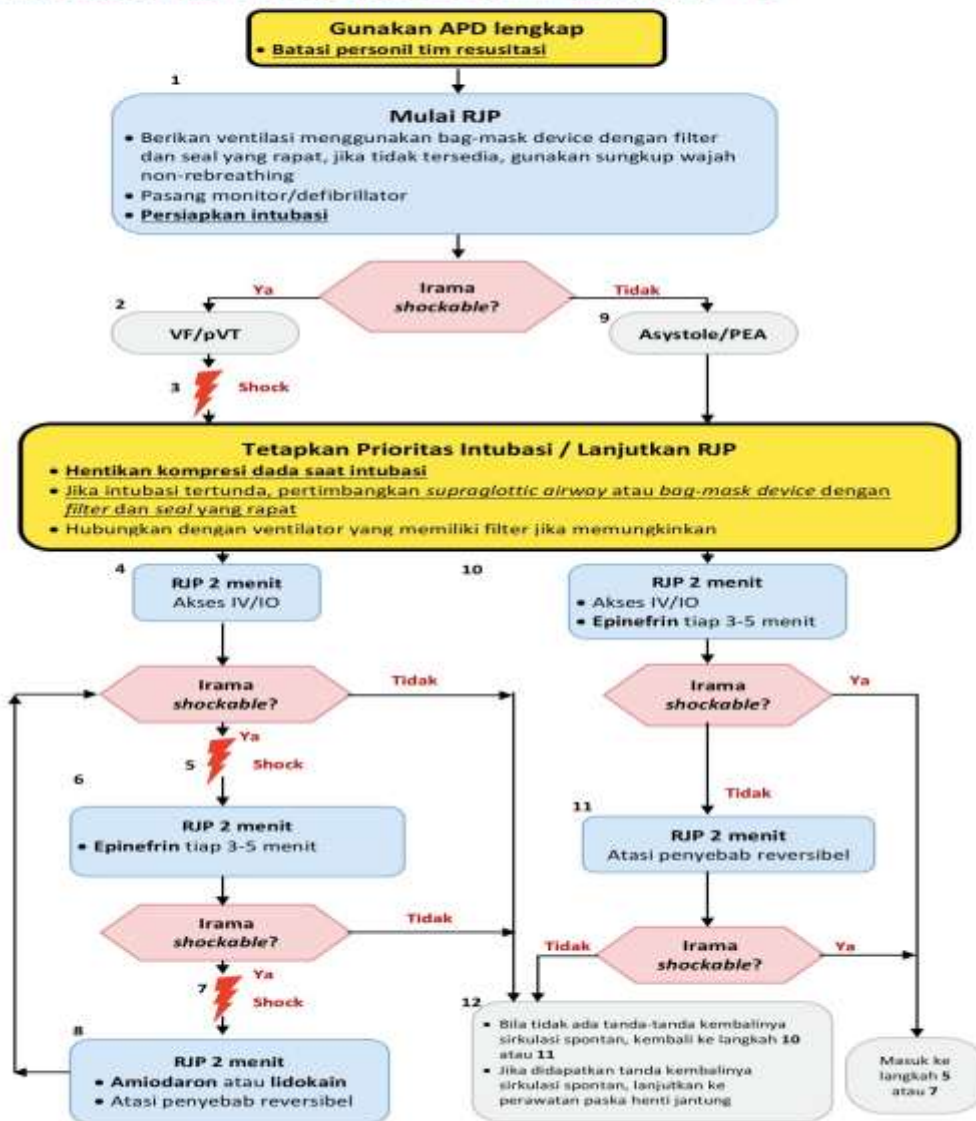 Gunakan APD lengkap
• Batasi personil tim resusitasi
1
Mulai RJP
• Berikan ventilasi menggunakan bag-mask device dengan filter
dan seal yang rapat, jika tidak tersedia, gunakan sungkup wajah
non-rebreathing
• Pasang monitor/defibrillator
• Persiapkan intubasi
Irama
shockable?
Ya
Tidak
2
VF/pVT
9
Asystole/PEA
3
Shock
Tetapkan Prioritas Intubasi / Lanjutkan RJP
• Hentikan kompresi dada saat intubasi
• Jika intubasi tertunda, pertimbangkan supraglottic airway atau bag-mask device dengan
filter dan seal yang rapat
• Hubungkan dengan ventilator yang memiliki filter jika memungkinkan
4
RJP 2 menit
Akses IV/IO
10
RJP 2 menit
• Akses IV/IO
• Epinefrin tiap 3-5 menit
Irama
shockable?
Tidak
Irama
shockable?
Ya
Ya
5
Shock
Tidak
6
RJP 2 menit
• Epinefrin tiap 3-5 menit
11
RJP 2 menit
Atasi penyebab reversibel
Irama
shockable?
Tidak
Tidak
Irama
shockable?
Ya
Ya
7
Shock
8
RJP 2 menit
• Amiodaron atau lidokain
• Atasi penyebab reversibel
12
• Bila tidak ada tanda-tanda kembalinya
sirkulasi spontan, kembali ke langkah 10
atau 11
• Jika didapatkan tanda kembalinya
sirkulasi spontan, lanjutkan ke
perawatan paska henti jantung
Masuk ke
langkah 5
atau 7